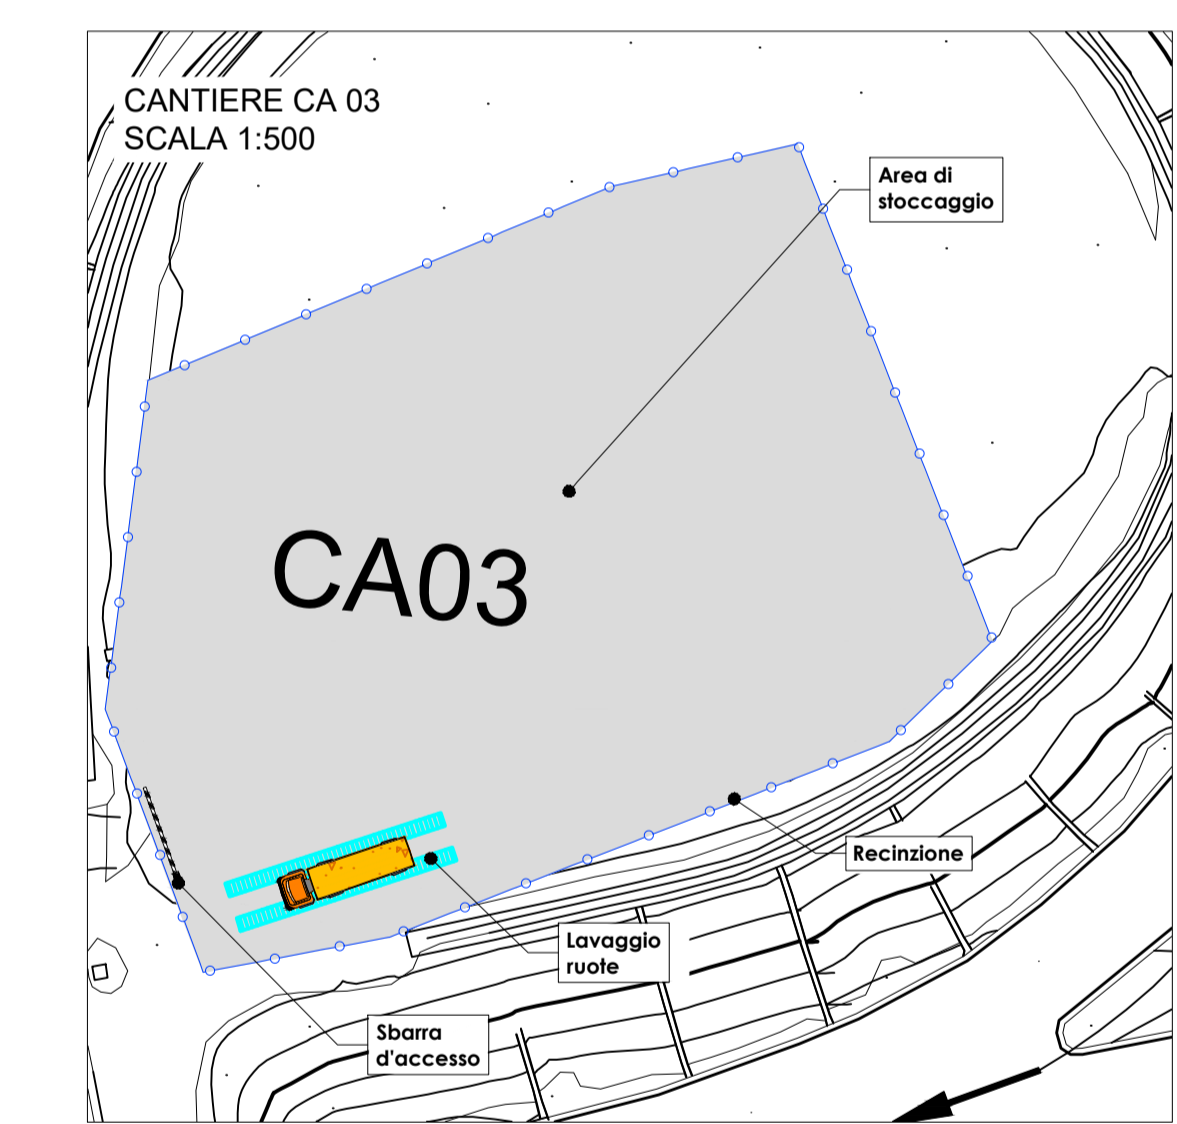 CANTIERE CA 03
SCALA 1:500
Area di
stoccaggio
CA03
Recinzione
Lavaggio
ruote
Sbarra
d'accesso